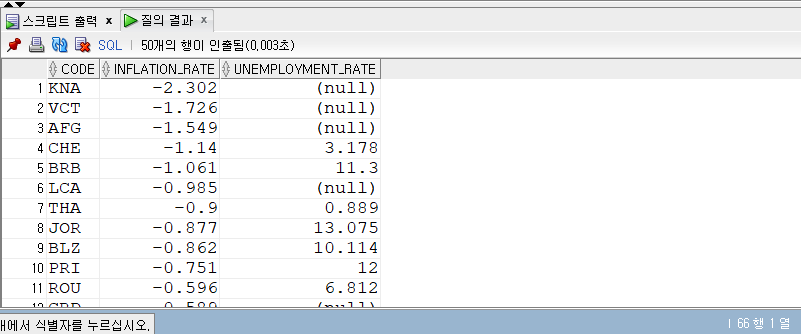 스크립트 출력 x 질의 결과 x
SQL | 50개의 행이 인출됨(0,003초)
CODE INFLATION_RATE UNEMPLOYMENT_RATE
1 KNA -2.302 (null)
2 VCT -1.726 (null)
3 AFG -1.549 (null)
4 CHE -1.14 3.178
5 BRB -1.061 11.3
6 LCA -0.985 (null)
7 THA -0.9 0.889
8 JOR -0.877 13.075
9 BLZ -0.862 10.114
10 PRI -0.751 12
11 ROU -0.596 6.812
12 GRD -0.589 (null)
내에서 식별자를 누르십시오.
| 66 행 1 열